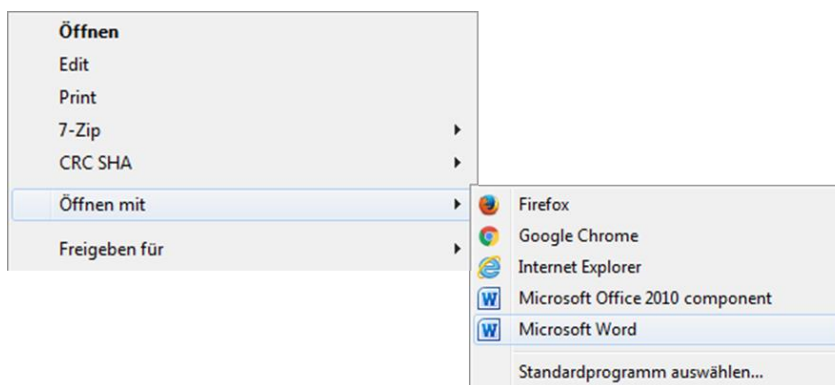 Öffnen
Edit
Print
7-Zip
CRC SHA
Öffnen mit
Freigeben für
Firefox
Google Chrome
Internet Explorer
Microsoft Office 2010 component
Microsoft Word
Standardprogramm auswählen...